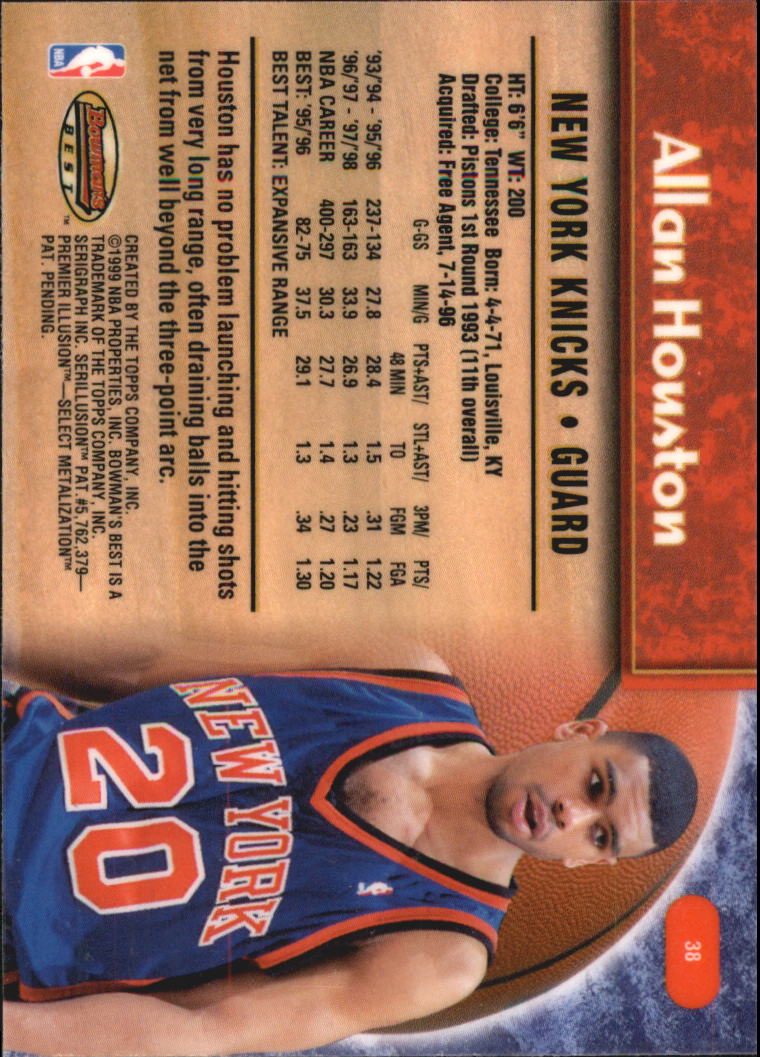 Allan Houston
38
NEW YORK KNICKS • GUARD
HT: 6'6" WT: 200
College: Tennessee Born: 4-4-71, Louisville, KY
Drafted: Pistons 1st Round 1993 (11th overall)
Acquired: Free Agent, 7-14-96
G-GS MIN/G PTS+AST/ STL+AST/ 3PM/ PTS/
48 MIN TO FGM FGA
'93/'94 - '95/'96 237-134 27.8 28.4 1.5 .31 1.22
'96/'97 - '97/'98 163-163 33.9 26.9 1.3 .23 1.17
NBA CAREER 400-297 30.3 27.7 1.4 .27 1.20
BEST: '95/'96 82-75 37.5 29.1 1.3 .34 1.30
BEST TALENT: EXPANSIVE RANGE
Houston has no problem launching and hitting shots
from very long range, often draining balls into the
net from well beyond the three-point arc.
NBA
Bowman's
BEST™
CREATED BY THE TOPPS COMPANY, INC.
©1999 NBA PROPERTIES, INC. BOWMAN'S BEST IS A
TRADEMARK OF THE TOPPS COMPANY, INC.
SERIGRAPH INC. SERILLUSION™ PAT. #5,762,379—
PREMIER ILLUSION™—SELECT METALIZATION™
PAT. PENDING.
NEW YORK
20